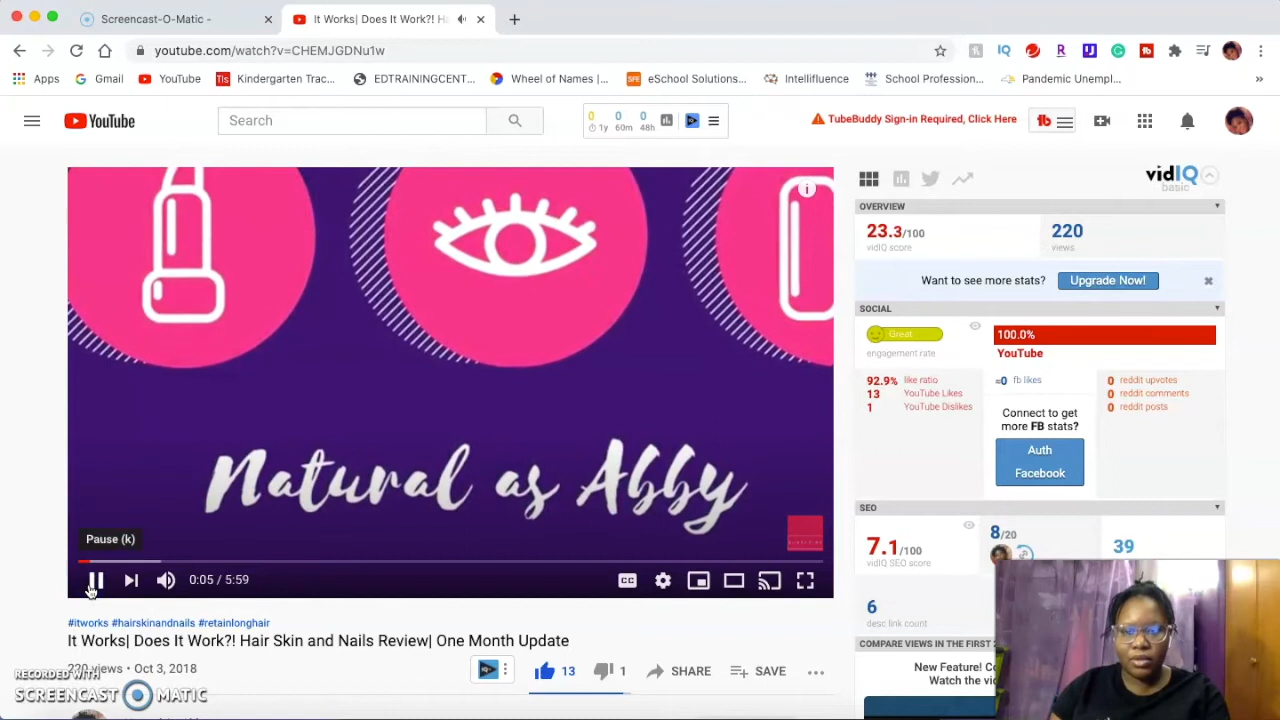 Screencast-O-Matic -
It Works| Does It Work?! Ha
youtube.com/watch?v=CHEMJGDNu1w
Apps
Gmail
YouTube
Kindergarten Trac...
EDTRAININGCENT...
Wheel of Names |...
eSchool Solutions...
Intellifluence
School Profession...
Pandemic Unempl...
YouTube
Search
0 0 0
1y 60m 48h
TubeBuddy Sign-in Required, Click Here
vidIQ
basic
OVERVIEW
23.3/100
vidIQ score
220
views
Want to see more stats?
Upgrade Now!
SOCIAL
Great
engagement rate
100.0%
YouTube
92.9% like ratio
13 YouTube Likes
1 YouTube Dislikes
≈0 fb likes
Connect to get
more FB stats?
Auth
Facebook
0 reddit upvotes
0 reddit comments
0 reddit posts
SEO
7.1/100
vidIQ SEO score
8/20
39
6
desc link count
COMPARE VIEWS IN THE FIRST
New Feature! Co
Watch the vid
Natural as Abby
SUBSCRIBE
Pause (k)
0:05 / 5:59
CC
#itworks #hairskinandnails #retainlonghair
It Works| Does It Work?! Hair Skin and Nails Review| One Month Update
220 views • Oct 3, 2018
13
1
SHARE
SAVE
RECORDED WITH
SCREENCAST MATIC